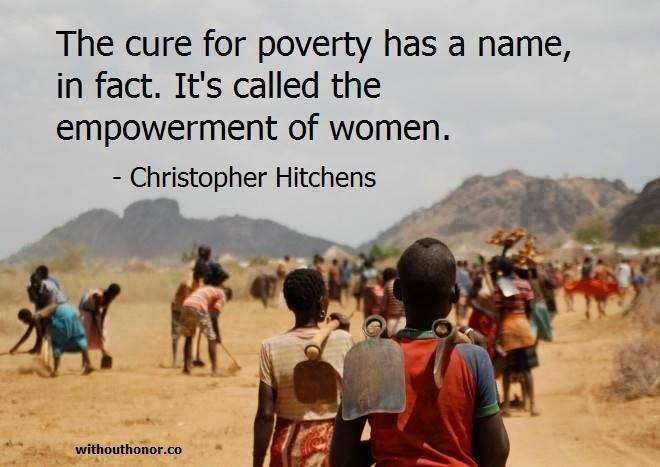 The cure for poverty has a name,
in fact. It's called the
empowerment of women.
- Christopher Hitchens
withouthonor.co